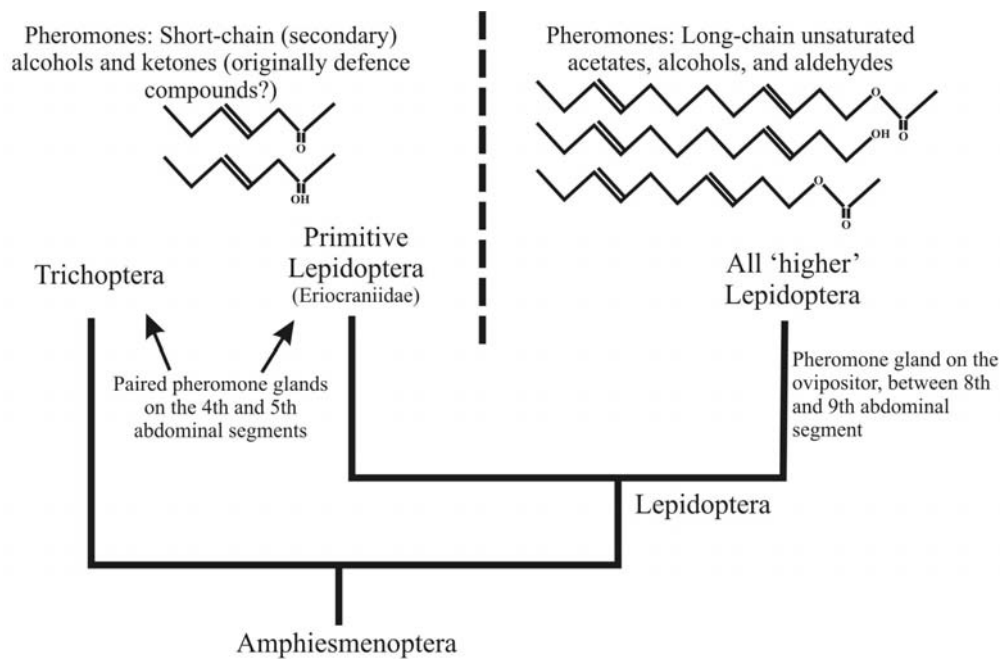 Pheromones: Short-chain (secondary)
alcohols and ketones (originally defence
compounds?)
O
OH
Pheromones: Long-chain unsaturated
acetates, alcohols, and aldehydes
O
O
OH
O
O
Trichoptera
Primitive
Lepidoptera
(Eriocraniidae)
All ‘higher’
Lepidoptera
Paired pheromone glands
on the 4th and 5th
abdominal segments
Pheromone gland on the
ovipositor, between 8th
and 9th abdominal
segment
Lepidoptera
Amphiesmenoptera